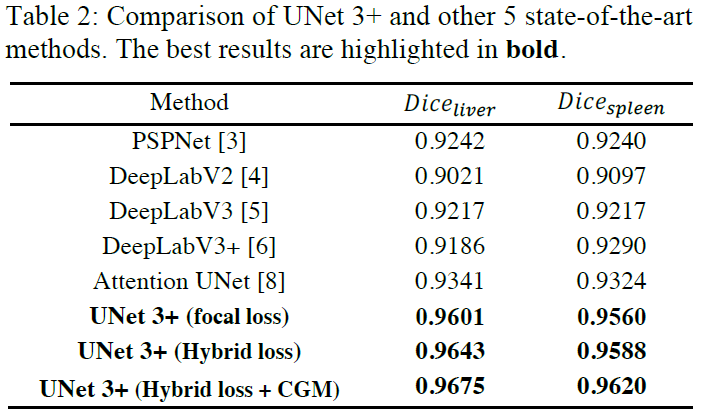 Table 2: Comparison of UNet 3+ and other 5 state-of-the-art
methods. The best results are highlighted in bold.
Method Dice_liver Dice_spleen
PSPNet [3] 0.9242 0.9240
DeepLabV2 [4] 0.9021 0.9097
DeepLabV3 [5] 0.9217 0.9217
DeepLabV3+ [6] 0.9186 0.9290
Attention UNet [8] 0.9341 0.9324
UNet 3+ (focal loss) 0.9601 0.9560
UNet 3+ (Hybrid loss) 0.9643 0.9588
UNet 3+ (Hybrid loss + CGM) 0.9675 0.9620